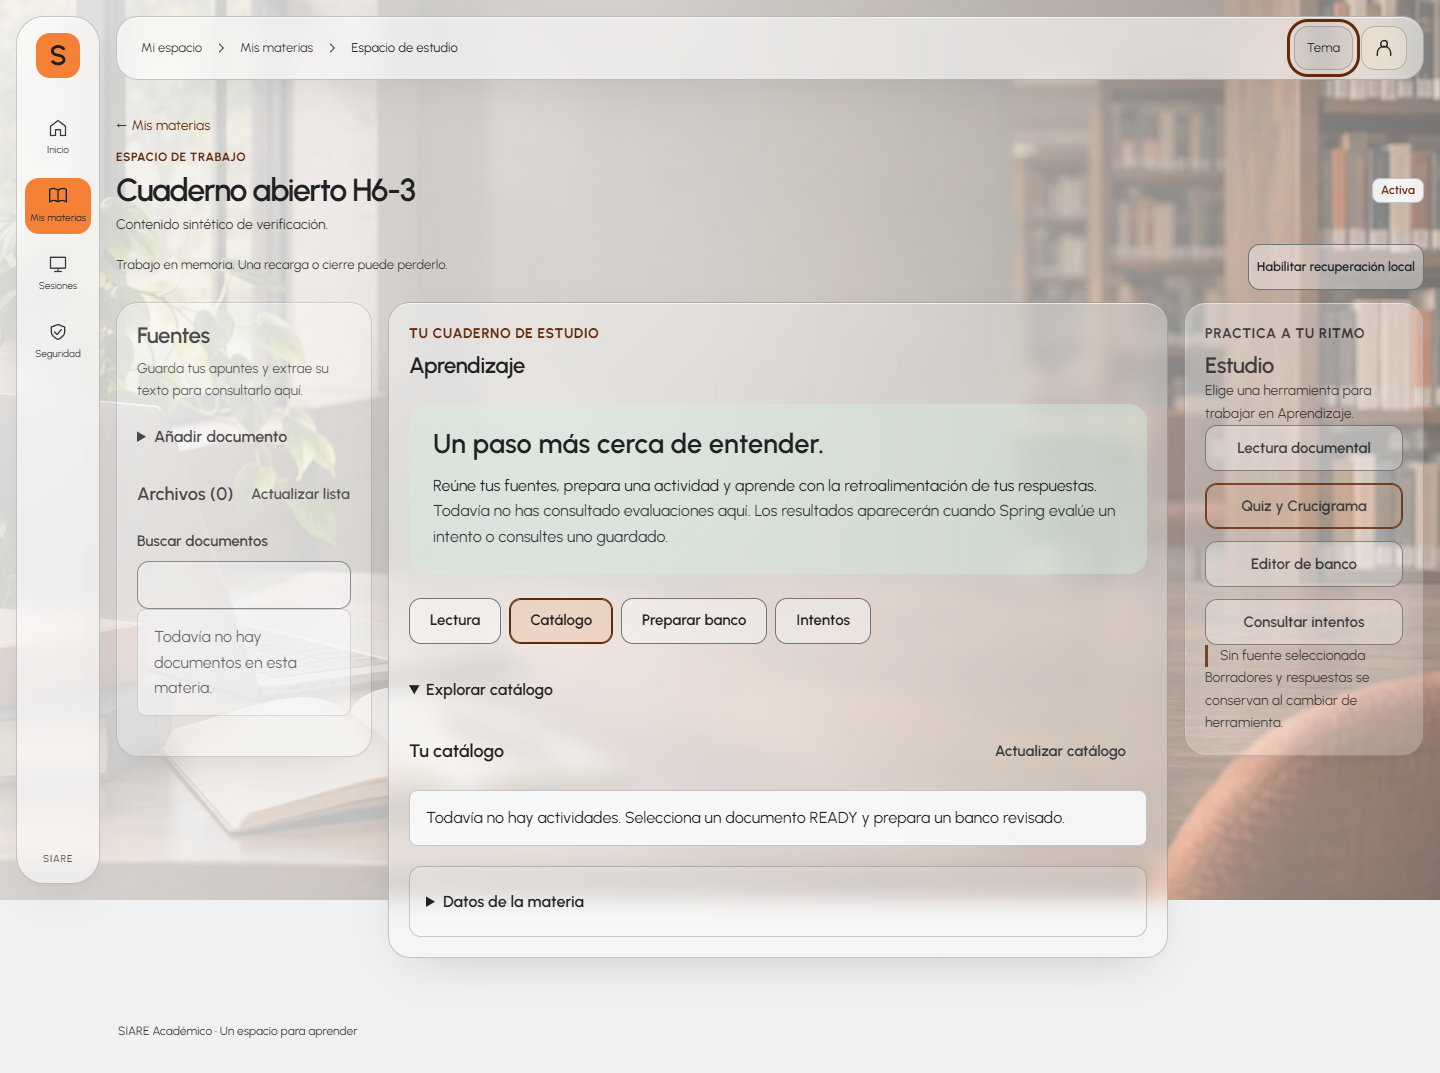 S
Mi espacio > Mis materias > Espacio de estudio
Tema
Inicio
Mis materias
Sesiones
Seguridad
SIARE
← Mis materias
ESPACIO DE TRABAJO
Cuaderno abierto H6-3
Activa
Contenido sintético de verificación.
Trabajo en memoria. Una recarga o cierre puede perderlo.
Habilitar recuperación local
Fuentes
Guarda tus apuntes y extrae su
texto para consultarlo aquí.
Añadir documento
Archivos (0)
Actualizar lista
Buscar documentos
Todavía no hay
documentos en esta
materia.
TU CUADERNO DE ESTUDIO
Aprendizaje
Un paso más cerca de entender.
Reúne tus fuentes, prepara una actividad y aprende con la retroalimentación de tus respuestas.
Todavía no has consultado evaluaciones aquí. Los resultados aparecerán cuando Spring evalúe un
intento o consultes uno guardado.
Lectura
Catálogo
Preparar banco
Intentos
Explorar catálogo
Tu catálogo
Actualizar catálogo
Todavía no hay actividades. Selecciona un documento READY y prepara un banco revisado.
Datos de la materia
PRACTICA A TU RITMO
Estudio
Elige una herramienta para
trabajar en Aprendizaje.
Lectura documental
Quiz y Crucigrama
Editor de banco
Consultar intentos
Sin fuente seleccionada
Borradores y respuestas se
conservan al cambiar de
herramienta.
SIARE Académico · Un espacio para aprender